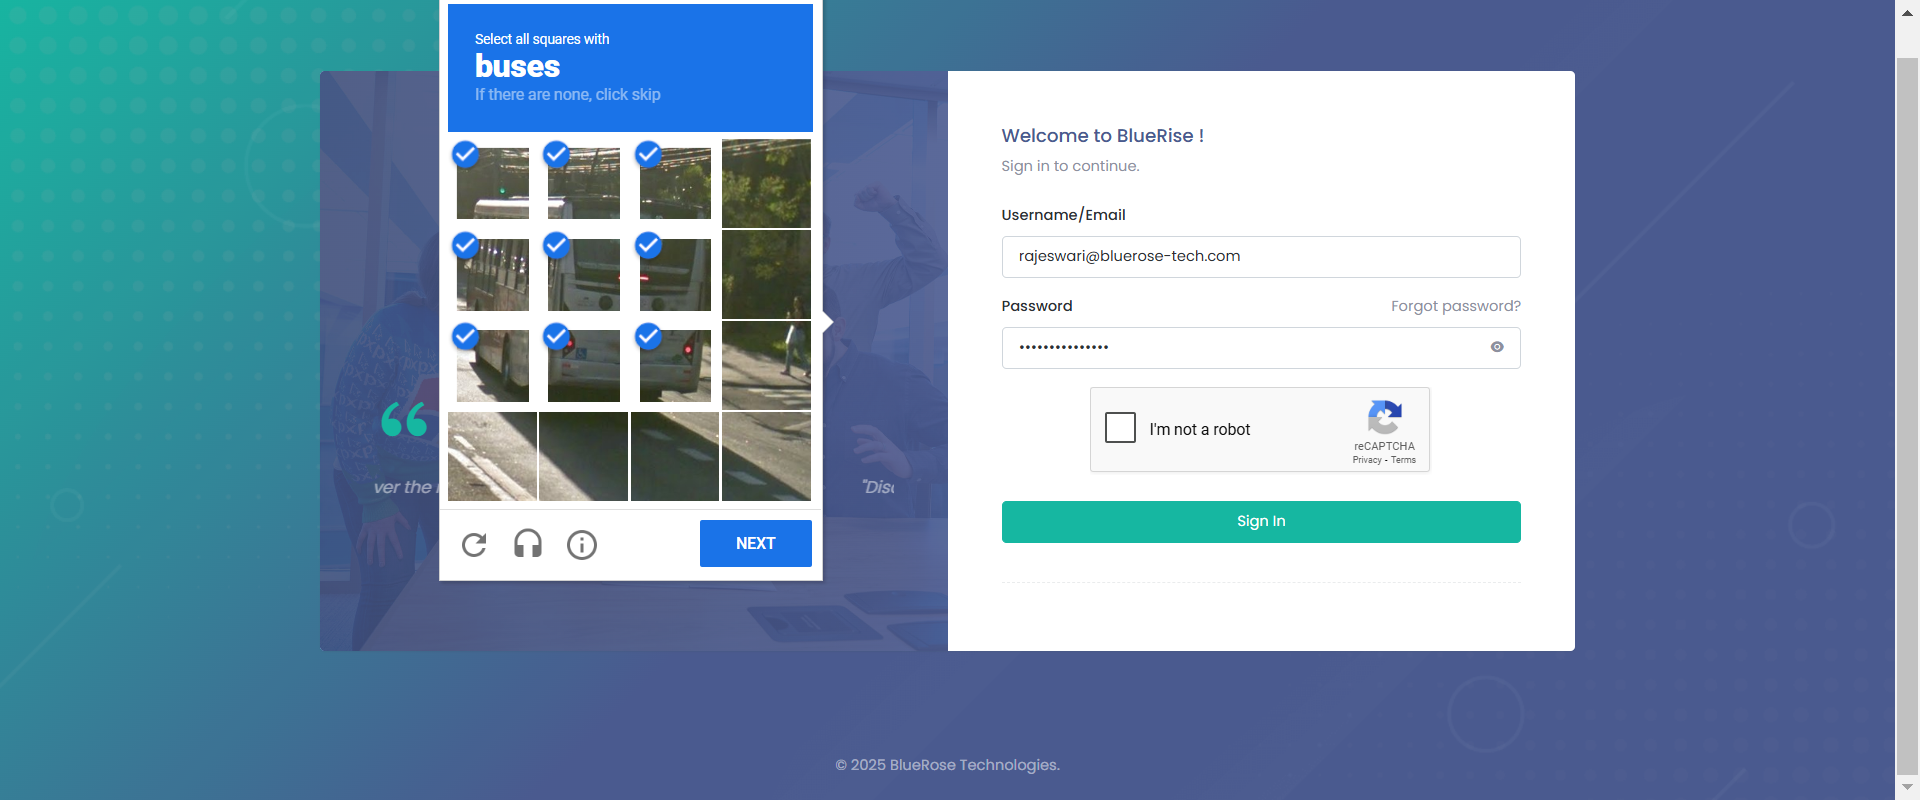 Select all squares with
buses
If there are none, click skip
NEXT
ver the
"Disc
Welcome to BlueRise !
Sign in to continue.
Username/Email
rajeswari@bluerose-tech.com
Password
Forgot password?
•••••••••••••••
I'm not a robot
reCAPTCHA
Privacy - Terms
Sign In
© 2025 BlueRose Technologies.